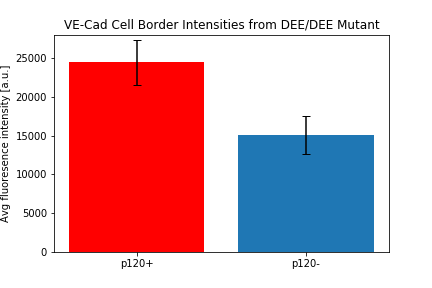 VE-Cad Cell Border Intensities from DEE/DEE Mutant
Avg fluoresence intensity [a.u.]
25000
20000
15000
10000
5000
0
p120+
p120-